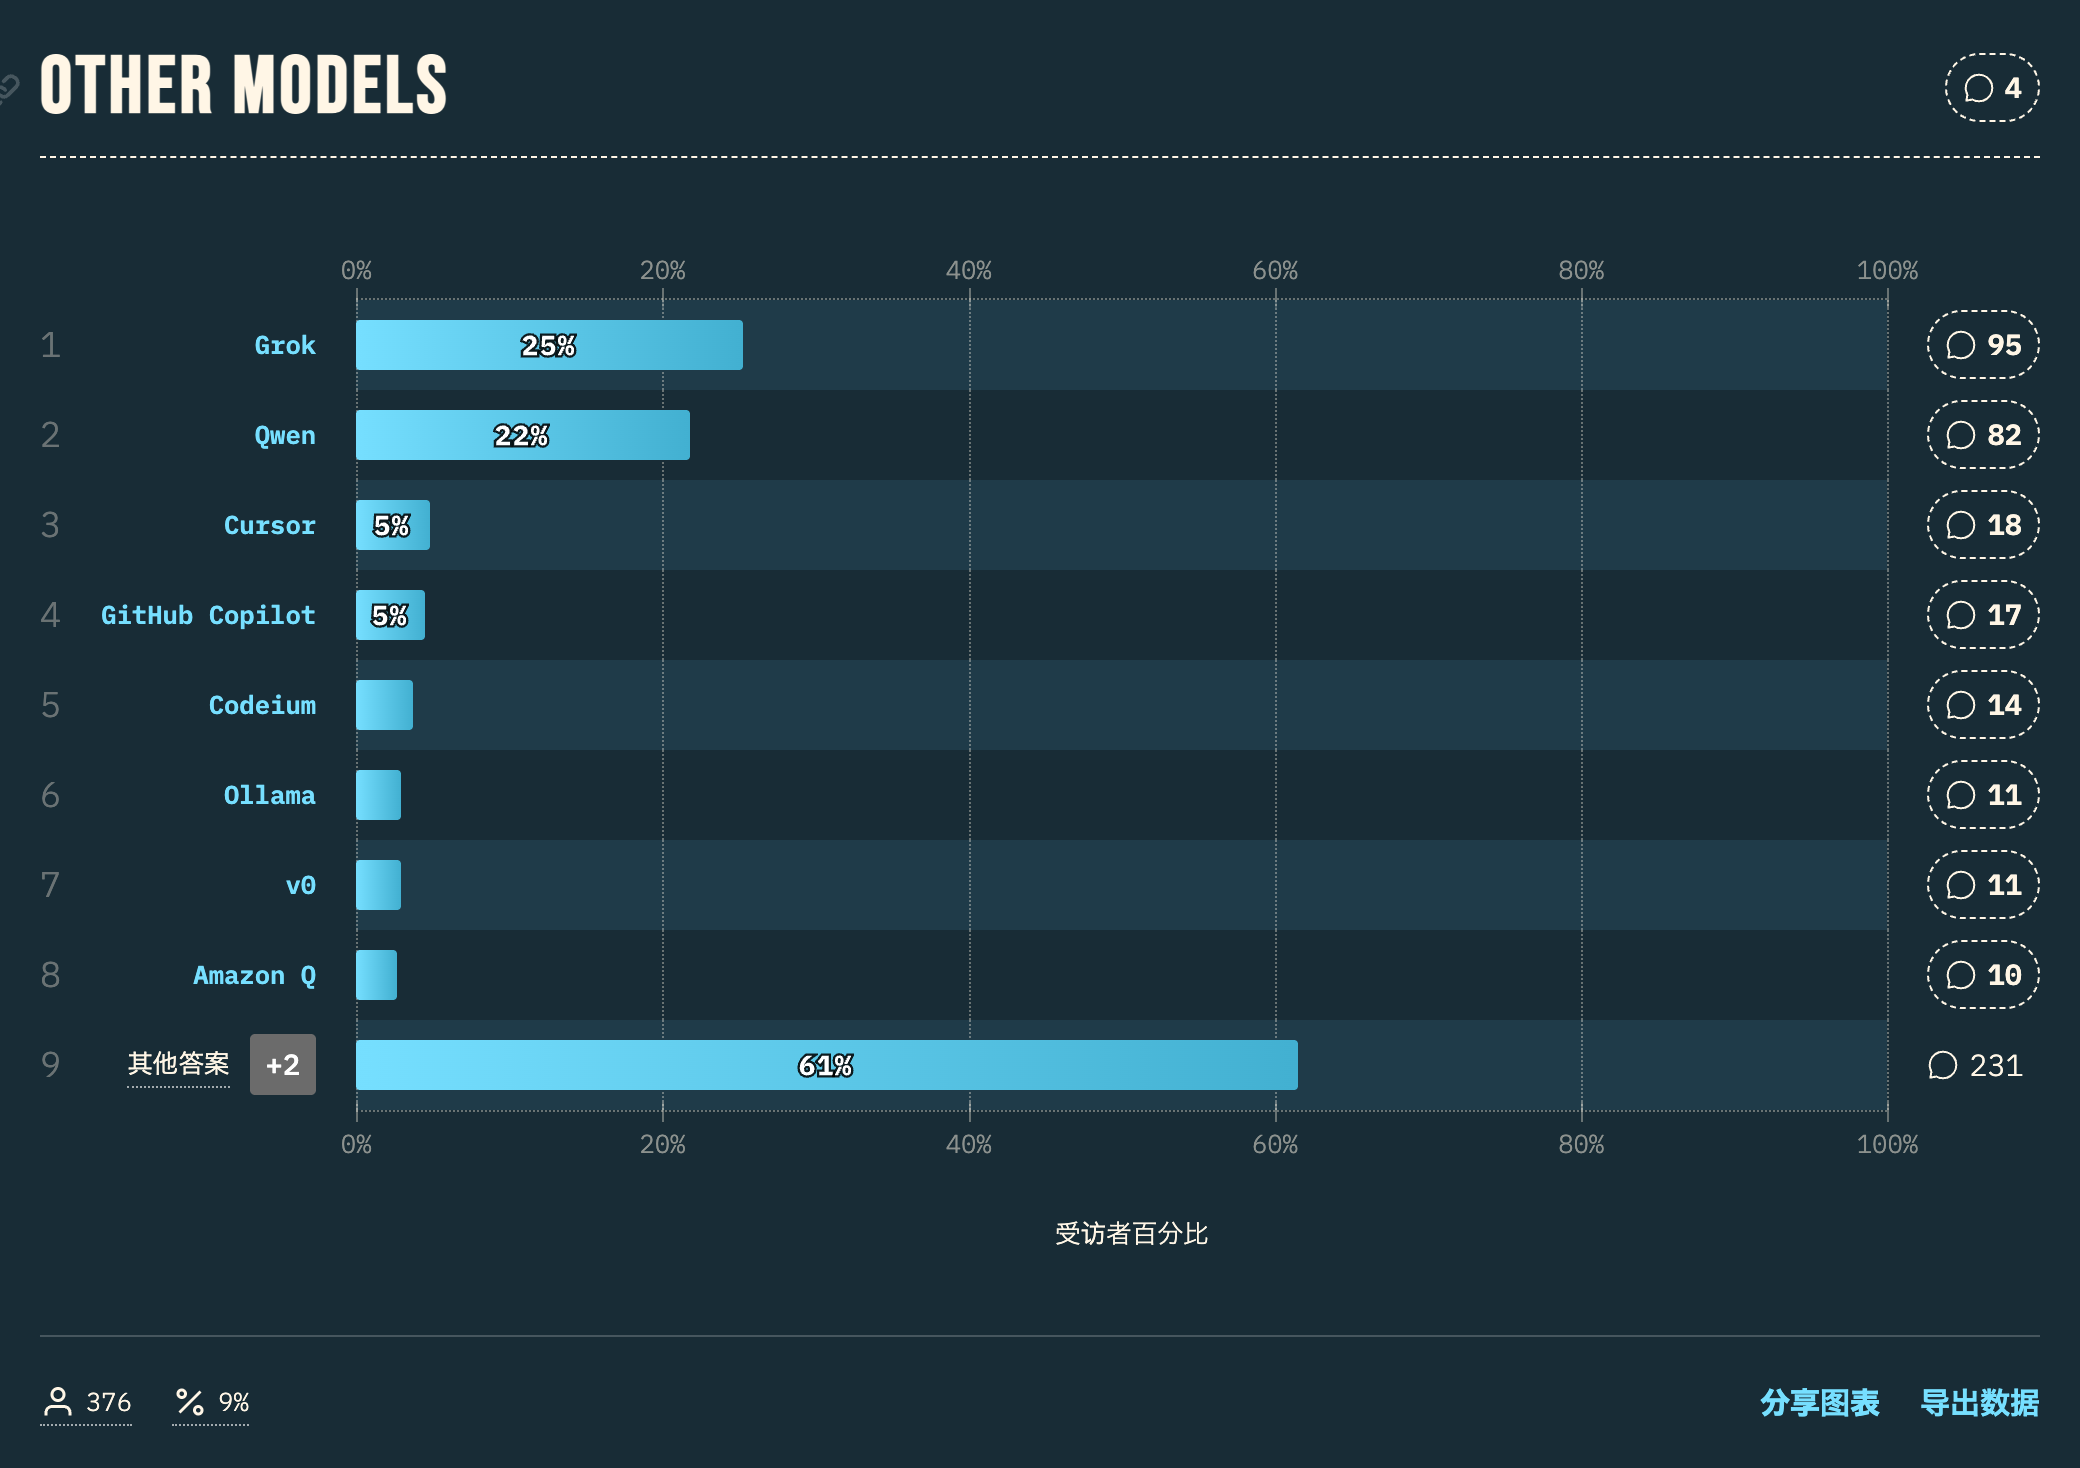 OTHER MODELS
4
0% 20% 40% 60% 80% 100%
1 Grok 25% 95
2 Qwen 22% 82
3 Cursor 5% 18
4 GitHub Copilot 5% 17
5 Codeium 14
6 Ollama 11
7 v0 11
8 Amazon Q 10
9 其他答案 +2 61% 231
0% 20% 40% 60% 80% 100%
受访者百分比
376 9% 分享图表 导出数据